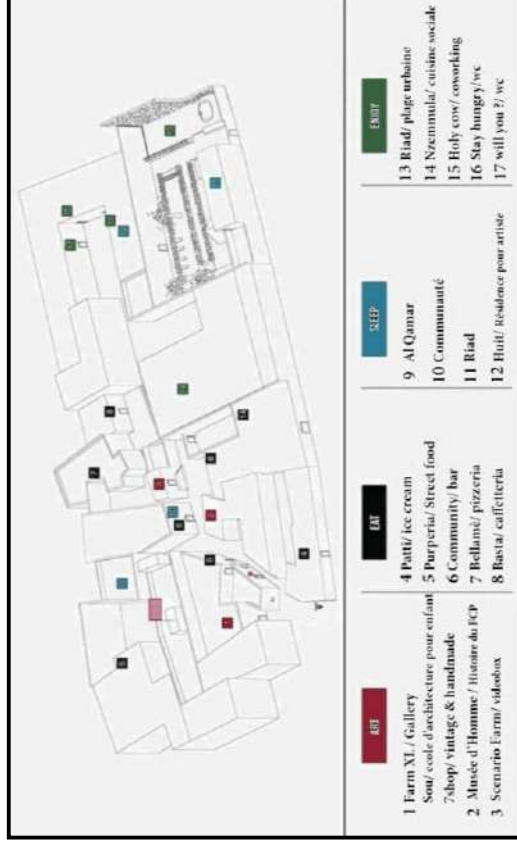 ART
1 Farm XL / Gallery
Sou/ ecole d'architecture pour enfant
7shop/ vintage & handmade
2 Musée d'Homme / Histoire du FCP
3 Scenario Farm/ videobox
EAT
4 Patti/ ice cream
5 Purperia/ Street food
6 Community/ bar
7 Bellamè/ pizzeria
8 Basta/ caffetteria
SLEEP
9 Al Qamar
10 Communauté
11 Riad
12 Huit/ Résidence pour artiste
ENJOY
13 Riad/ plage urbaine
14 Nzemmula/ cuisine sociale
15 Holy cow/ coworking
16 Stay hungry/wc
17 will you ?/ wc